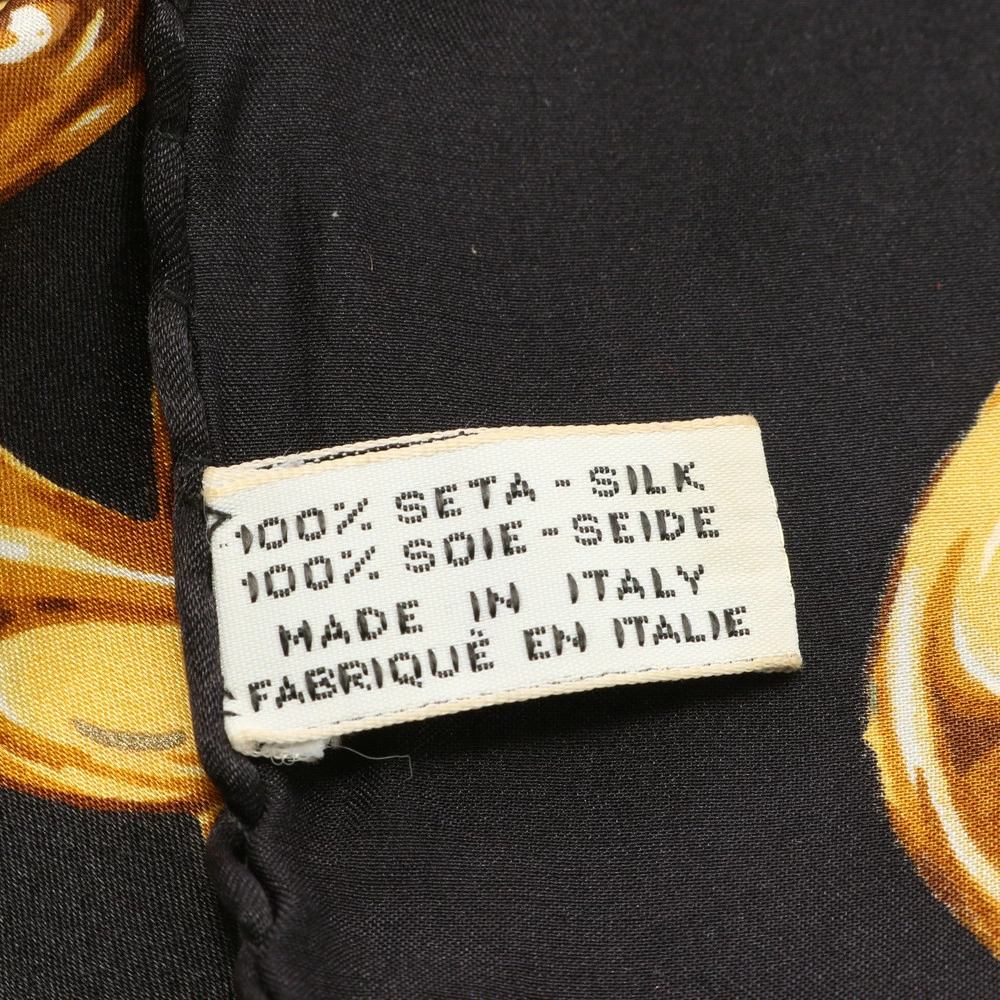 100% SETA - SILK
100% SOIE - SEIDE
MADE IN ITALY
FABRIQUÉ EN ITALIE